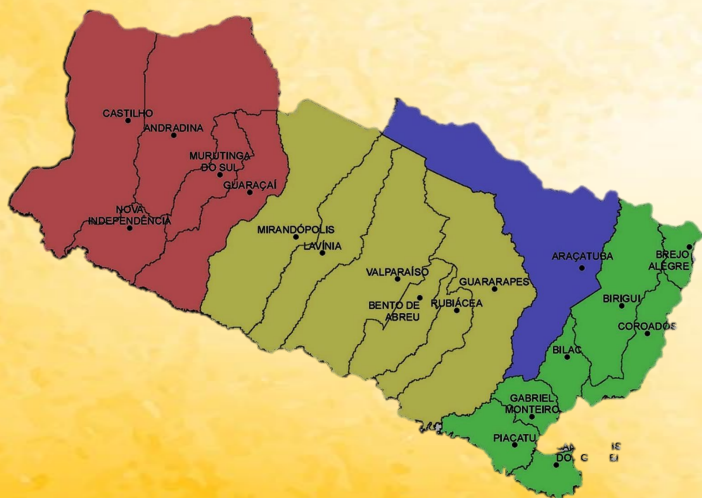 CASTILHO
ANDRADINA
MURUTINGA
DO SUL
GUARAÇAÍ
NOVA
INDEPENDÊNCIA
MIRANDÓPOLIS
LAVÍNIA
VALPARAÍSO
BENTO DE
ABREU
RUBIÁCEA
GUARARAPES
ARAÇATUBA
BREJO
ALEGRE
BIRIGUI
COROADOS
BILAC
GABRIEL
MONTEIRO
PIACATU